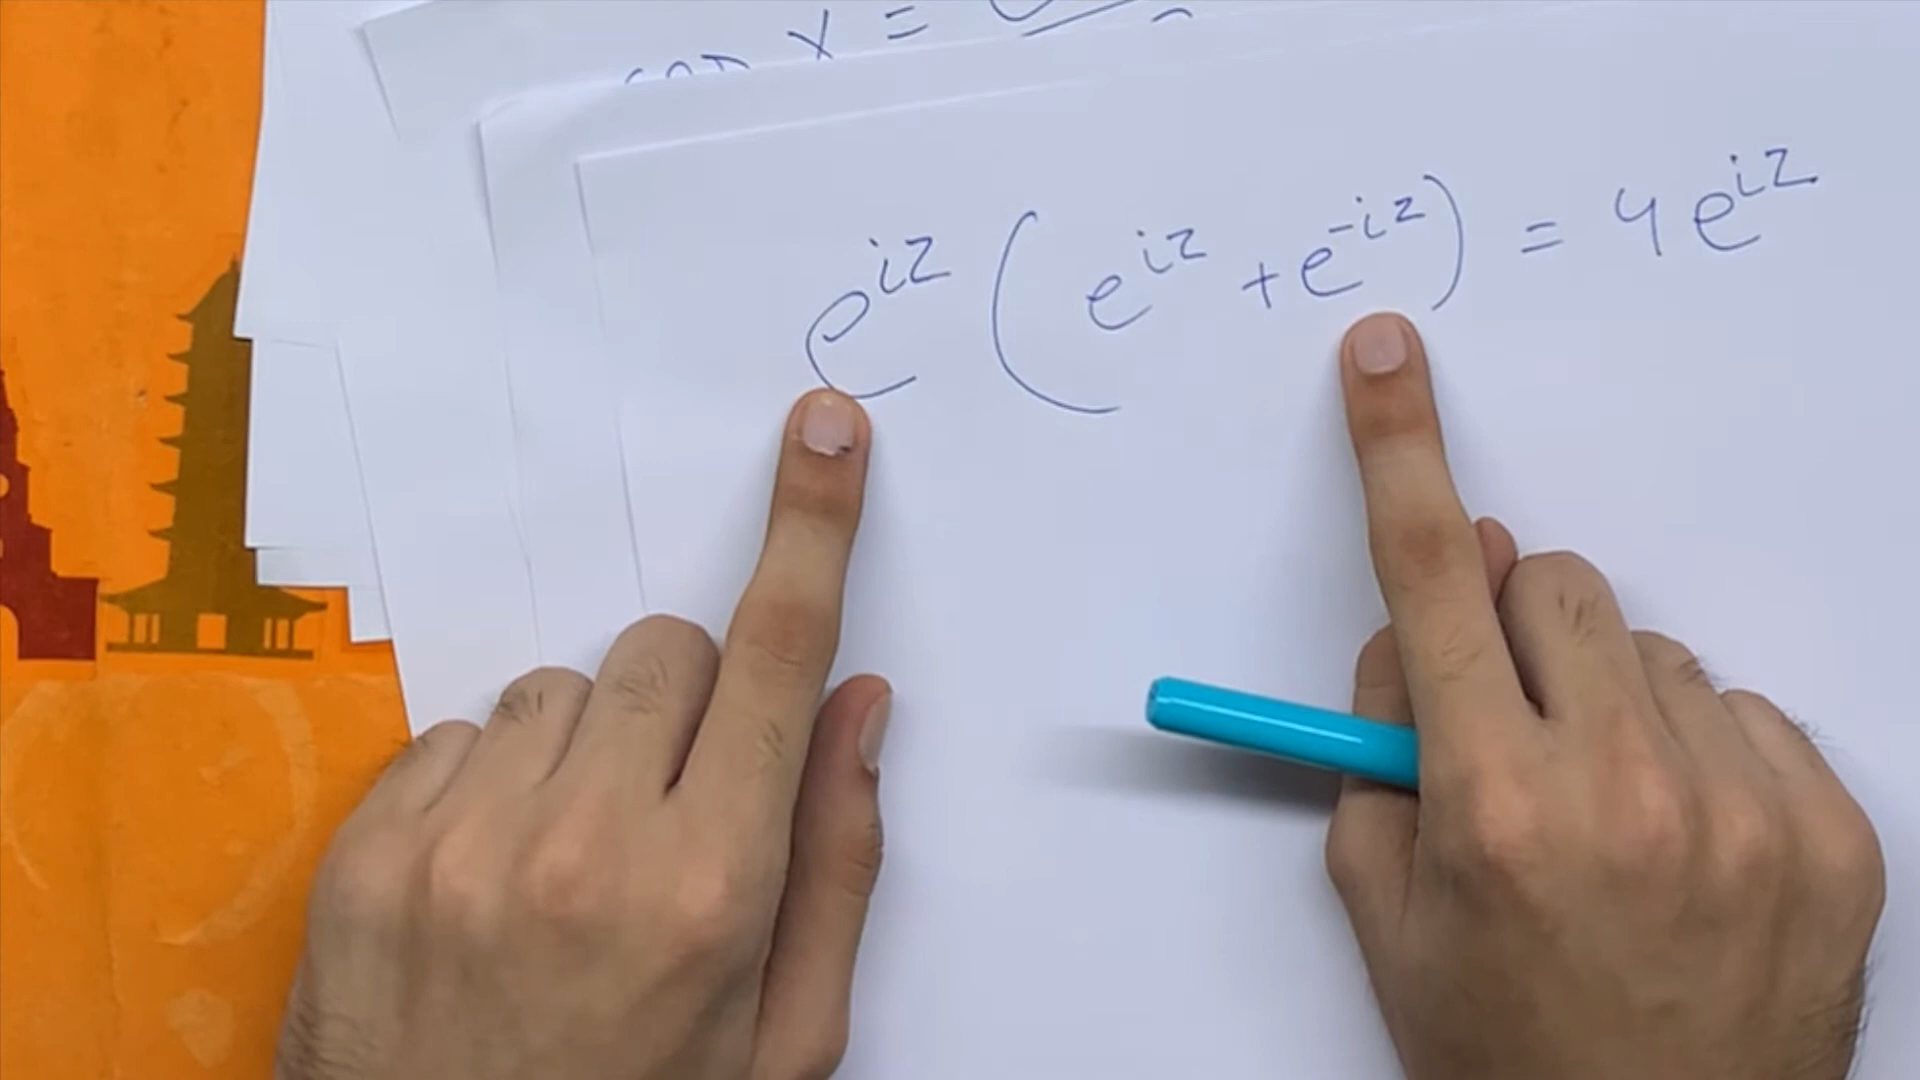 x =
e^{iz} ( e^{iz} + e^{-iz} ) = 4 e^{iz}